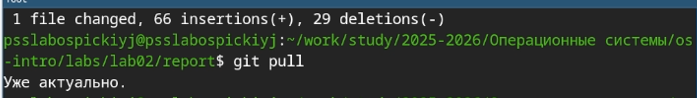 1 file changed, 66 insertions(+), 29 deletions(-)
psslabospickiyj@psslabospickiyj:~/work/study/2025-2026/Операционные системы/os
-intro/labs/lab02/report$ git pull
Уже актуально.